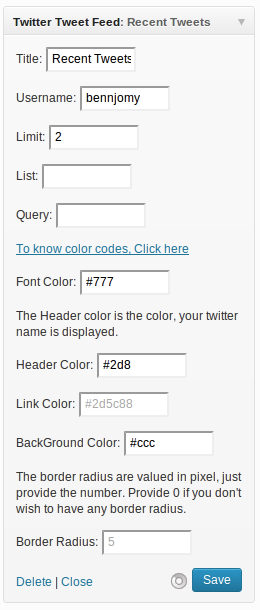 Twitter Tweet Feed: Recent Tweets
Title: Recent Tweets
Username: bennjomy
Limit: 2
List:
Query:
To know color codes, Click here
Font Color: #777
The Header color is the color, your twitter
name is displayed.
Header Color: #2d8
Link Color: #2d5c88
BackGround Color: #ccc
The border radius are valued in pixel, just
provide the number. Provide 0 if you don't
wish to have any border radius.
Border Radius: 5
Delete | Close Save